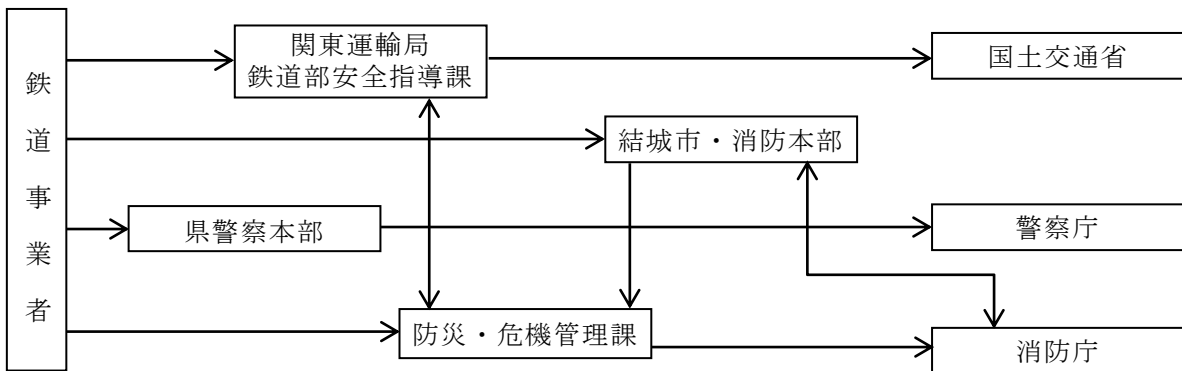 鉄道事業者
関東運輸局
鉄道部安全指導課
国土交通省
結城市・消防本部
県警察本部
警察庁
防災・危機管理課
消防庁